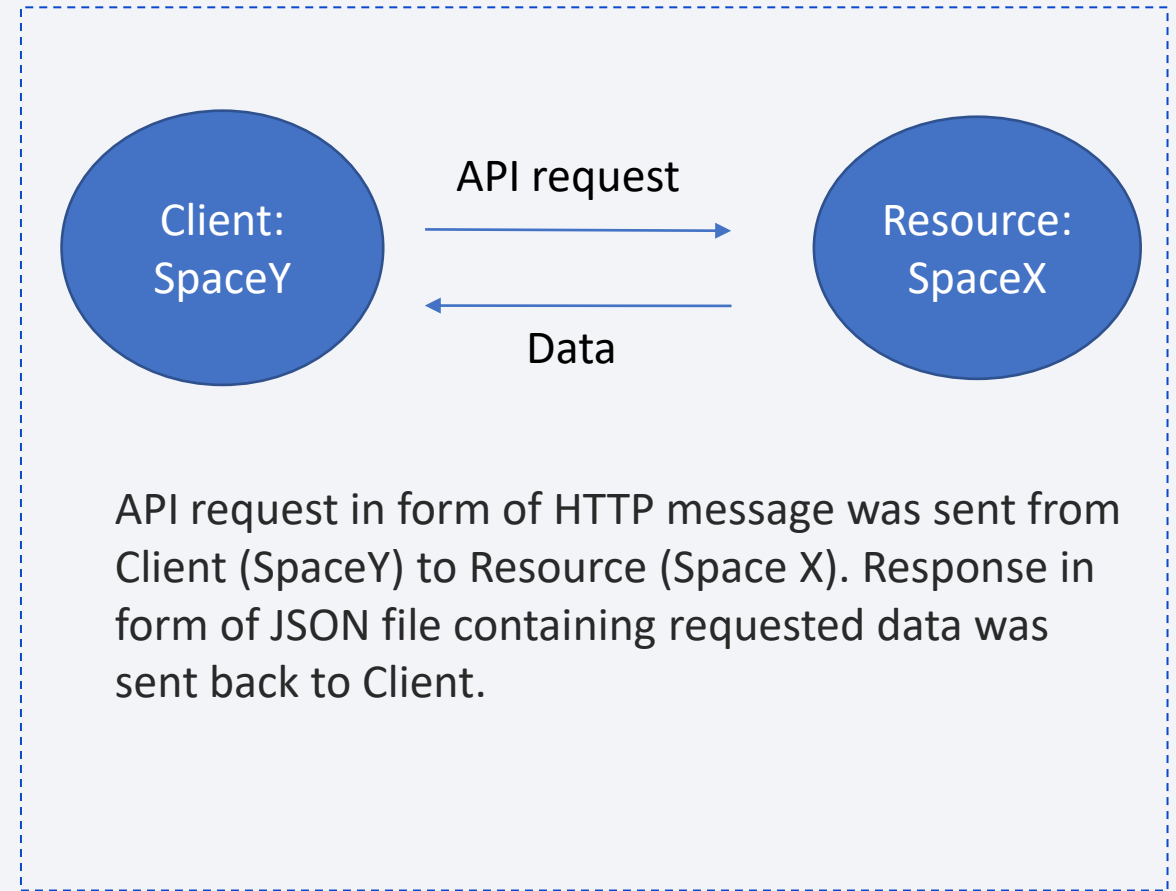 Client:
SpaceY
API request
Resource:
SpaceX
Data
API request in form of HTTP message was sent from
Client (SpaceY) to Resource (Space X). Response in
form of JSON file containing requested data was
sent back to Client.